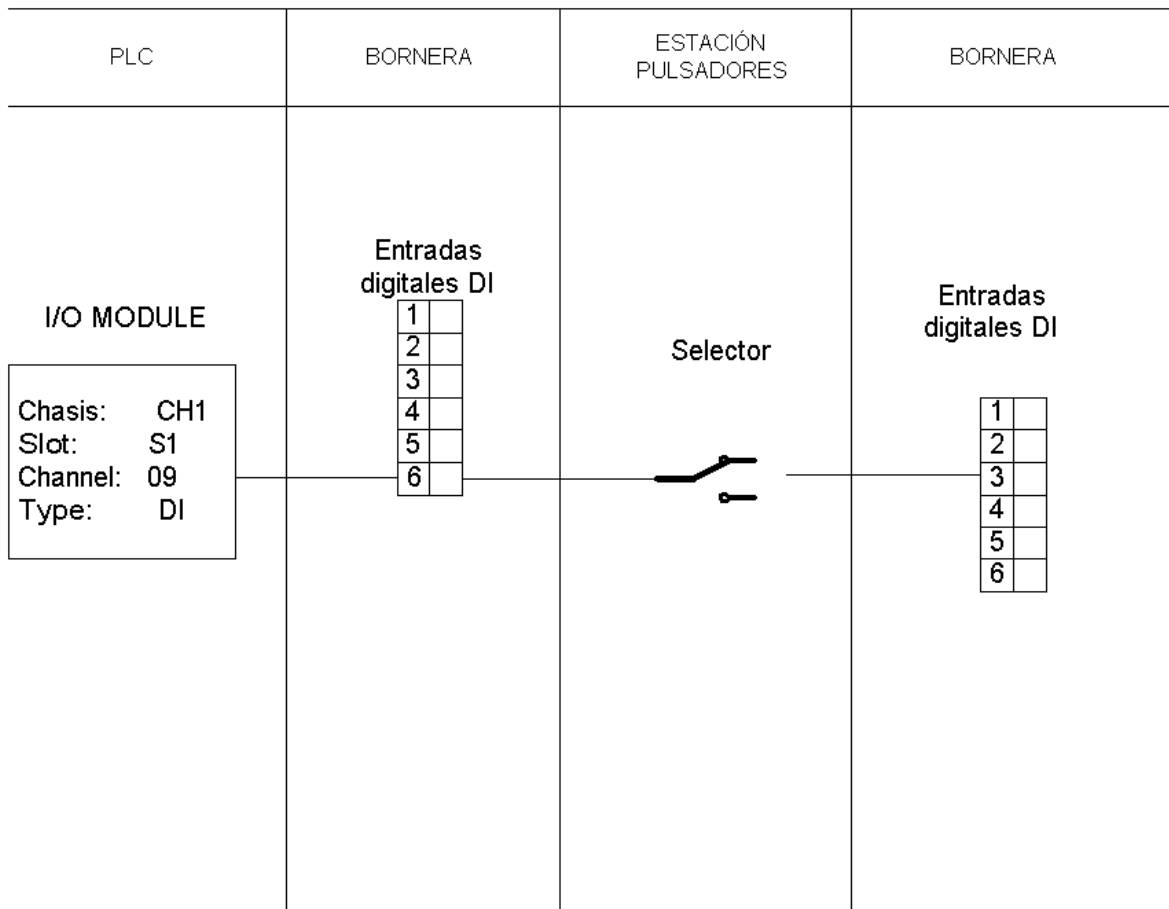 PLC
BORNERA
ESTACIÓN
PULSADORES
BORNERA
I/O MODULE
Chasis: CH1
Slot: S1
Channel: 09
Type: DI
Entradas
digitales DI
1
2
3
4
5
6
Selector
Entradas
digitales DI
1
2
3
4
5
6